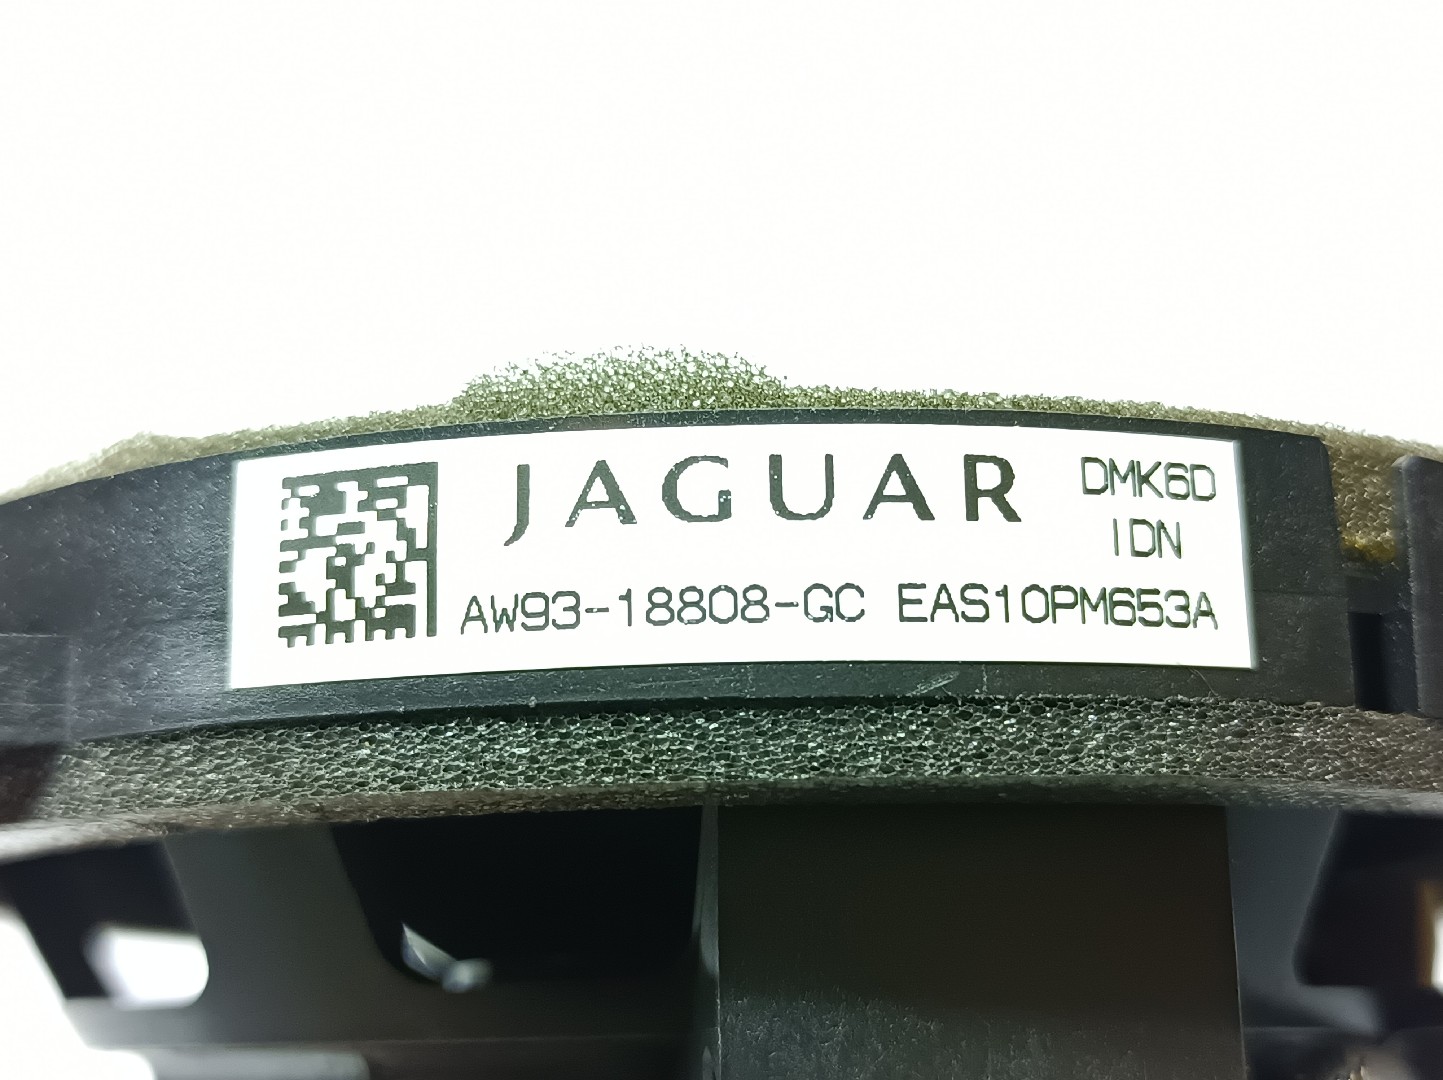 JAGUAR
DMK6D
IDN
AW93-18808-GC EAS10PM653A